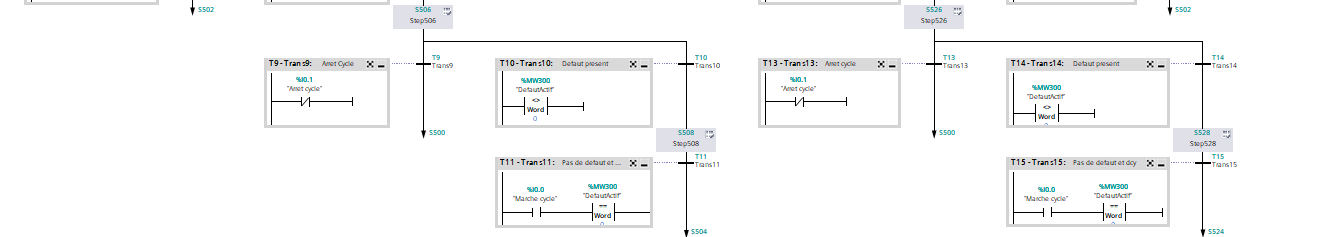 S502
S506
Step506
S526
Step526
S502
T9 - Trans9: Arret Cycle
T9
Trans9
%I0.1
"Arret cycle"
S500
T10 - Trans10: Defaut present
T10
Trans10
%MW300
"DefautActif"
<>
Word
0
S508
Step508
T11 - Trans11: Pas de defaut et ...
T11
Trans11
%I0.0
"Marche cycle"
%MW300
"DefautActif"
==
Word
0
S504
T13 - Trans13: Arret cycle
T13
Trans13
%I0.1
"Arret cycle"
S500
T14 - Trans14: Defaut present
T14
Trans14
%MW300
"DefautActif"
<>
Word
S528
Step528
T15 - Trans15: Pas de defaut et dcy
T15
Trans15
%I0.0
"Marche cycle"
%MW300
"DefautActif"
==
Word
S524